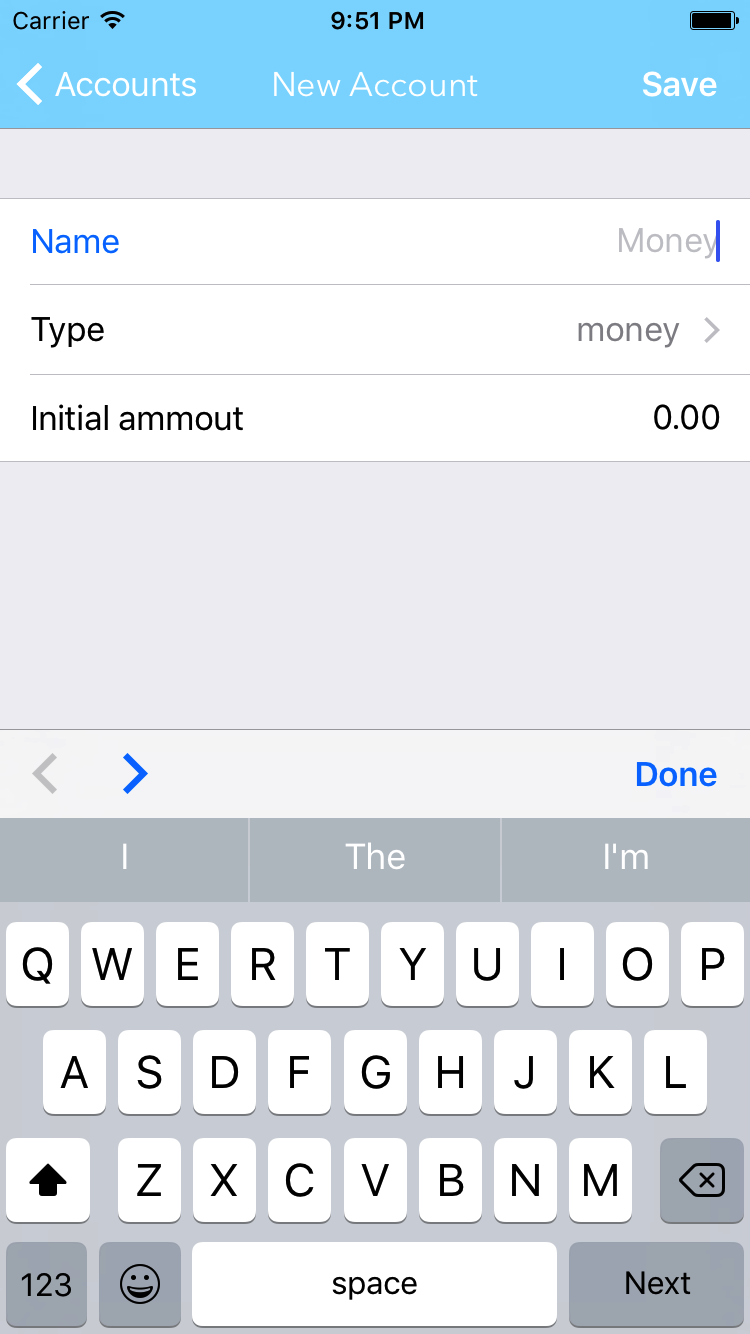 Carrier 9:51 PM
Accounts New Account Save
Name Money
Type money
Initial ammout 0.00
Done
I The I'm
Q W E R T Y U I O P
A S D F G H J K L
Z X C V B N M
123 space Next